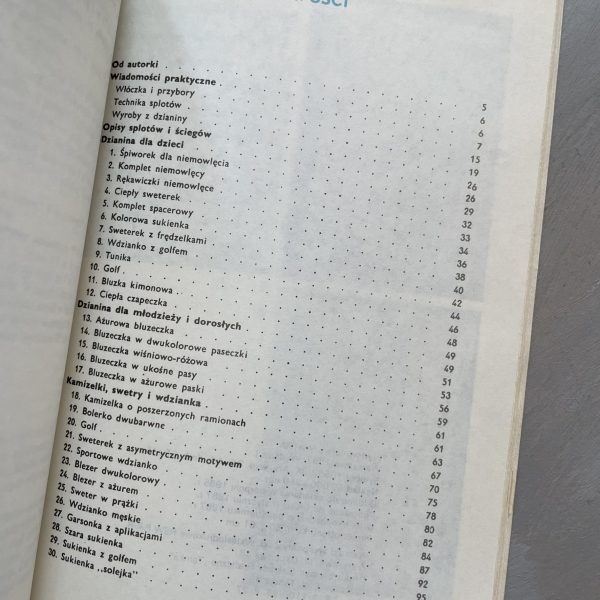 Od autorki . . . 5
Wiadomości praktyczne . . . 6
Włóczka i przybory . . . 6
Technika splotów . . . 7
Wyroby z dzianiny . . . 15
Opisy splotów i ściegów . . . 19
Dzianina dla dzieci . . . 26
1. Śpiworek dla niemowlęcia . . . 26
2. Komplet niemowlęcy . . . 29
3. Rękawiczki niemowlęce . . . 32
4. Ciepły sweterek . . . 33
5. Komplet spacerowy . . . 34
6. Kolorowa sukienka . . . 36
7. Sweterek z frędzelkami . . . 38
8. Wdzianko z golfem . . . 40
9. Tunika . . . 42
10. Golf . . . 44
11. Bluzka kimonowa . . . 46
12. Ciepła czapeczka . . . 48
Dzianina dla młodzieży i dorosłych . . . 49
13. Ażurowa bluzeczka . . . 49
14. Bluzeczka w dwukolorowe paseczki . . . 51
15. Bluzeczka wiśniowo-różowa . . . 53
16. Bluzeczka w ukośne pasy . . . 56
17. Bluzeczka w ażurowe paski . . . 59
Kamizelki, swetry i wdzianka . . . 61
18. Kamizelka o poszerzonych ramionach . . . 61
19. Bolerko dwubarwne . . . 63
20. Golf . . . 67
21. Sweterek z asymetrycznym motywem . . . 70
22. Sportowe wdzianko . . . 75
23. Blezer dwukolorowy . . . 78
24. Blezer z ażurem . . . 80
25. Sweter w prążki . . . 82
26. Wdzianko męskie . . . 84
27. Garsonka z aplikacjami . . . 87
28. Szara sukienka . . . 92
29. Sukienka z golfem . . . 95
30. Sukienka „solejka"